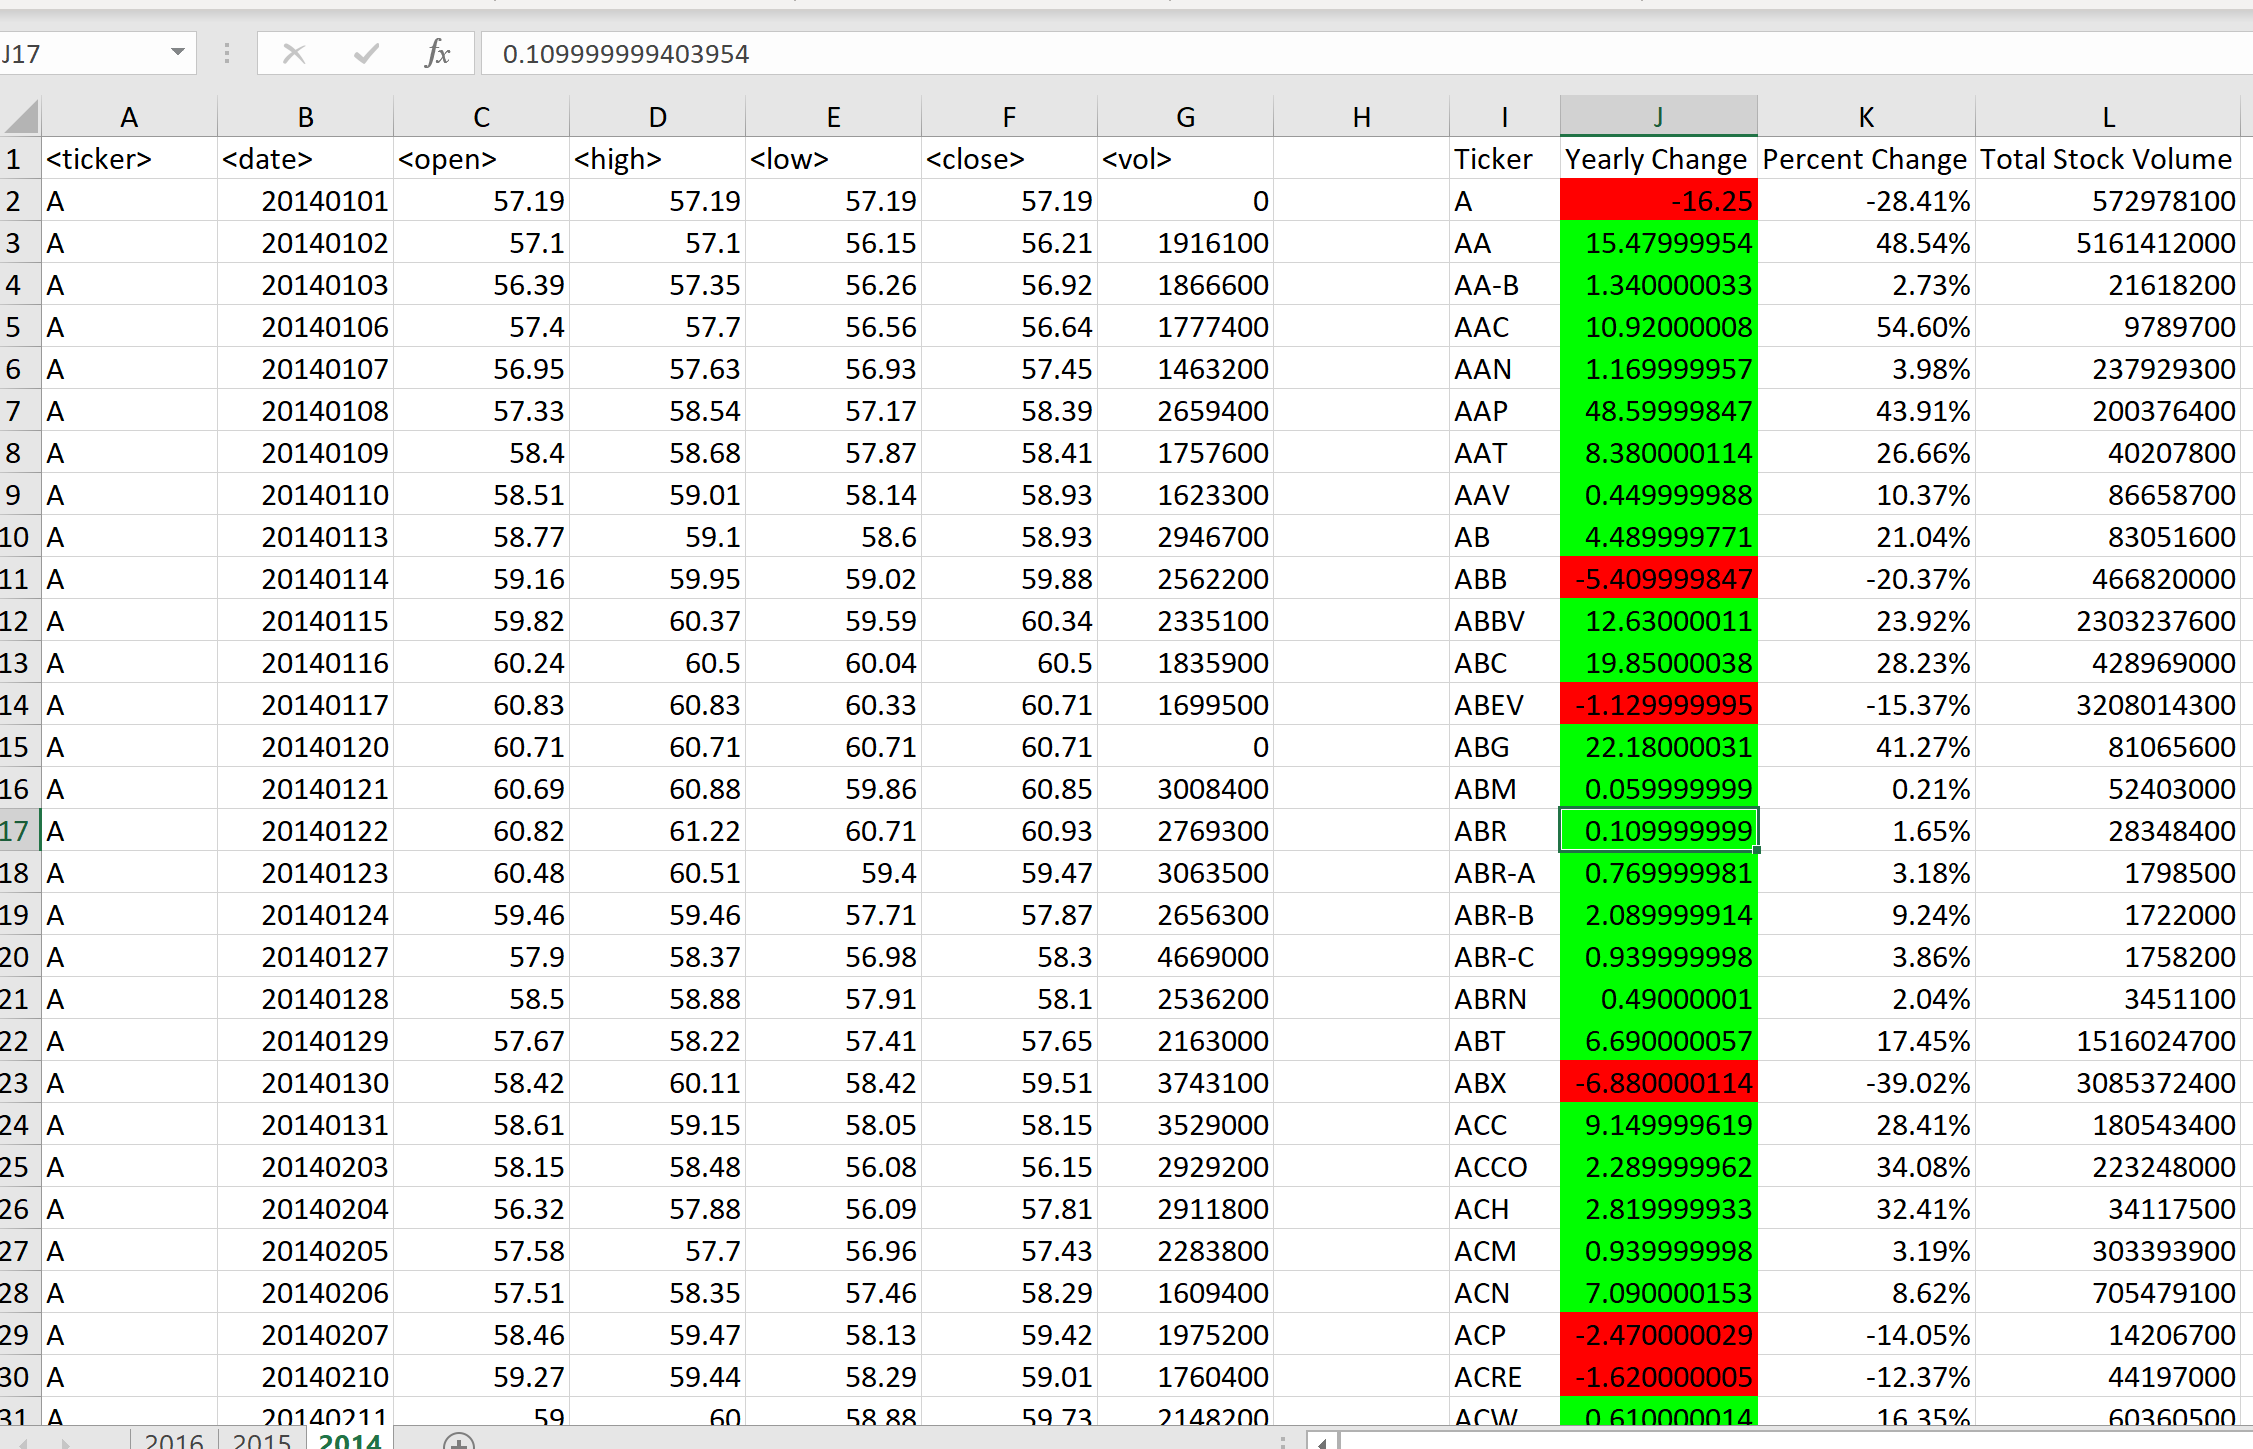 J17 fx 0.109999999403954
A B C D E F G H I J K L
1 <ticker> <date> <open> <high> <low> <close> <vol> Ticker Yearly Change Percent Change Total Stock Volume
2 A 20140101 57.19 57.19 57.19 57.19 0 A -16.25 -28.41% 572978100
3 A 20140102 57.1 57.1 56.15 56.21 1916100 AA 15.47999954 48.54% 5161412000
4 A 20140103 56.39 57.35 56.26 56.92 1866600 AA-B 1.340000033 2.73% 21618200
5 A 20140106 57.4 57.7 56.56 56.64 1777400 AAC 10.92000008 54.60% 9789700
6 A 20140107 56.95 57.63 56.93 57.45 1463200 AAN 1.169999957 3.98% 237929300
7 A 20140108 57.33 58.54 57.17 58.39 2659400 AAP 48.59999847 43.91% 200376400
8 A 20140109 58.4 58.68 57.87 58.41 1757600 AAT 8.380000114 26.66% 40207800
9 A 20140110 58.51 59.01 58.14 58.93 1623300 AAV 0.449999988 10.37% 86658700
10 A 20140113 58.77 59.1 58.6 58.93 2946700 AB 4.489999771 21.04% 83051600
11 A 20140114 59.16 59.95 59.02 59.88 2562200 ABB -5.409999847 -20.37% 466820000
12 A 20140115 59.82 60.37 59.59 60.34 2335100 ABBV 12.63000011 23.92% 2303237600
13 A 20140116 60.24 60.5 60.04 60.5 1835900 ABC 19.85000038 28.23% 428969000
14 A 20140117 60.83 60.83 60.33 60.71 1699500 ABEV -1.129999995 -15.37% 3208014300
15 A 20140120 60.71 60.71 60.71 60.71 0 ABG 22.18000031 41.27% 81065600
16 A 20140121 60.69 60.88 59.86 60.85 3008400 ABM 0.059999999 0.21% 52403000
17 A 20140122 60.82 61.22 60.71 60.93 2769300 ABR 0.109999999 1.65% 28348400
18 A 20140123 60.48 60.51 59.4 59.47 3063500 ABR-A 0.769999981 3.18% 1798500
19 A 20140124 59.46 59.46 57.71 57.87 2656300 ABR-B 2.089999914 9.24% 1722000
20 A 20140127 57.9 58.37 56.98 58.3 4669000 ABR-C 0.939999998 3.86% 1758200
21 A 20140128 58.5 58.88 57.91 58.1 2536200 ABRN 0.49000001 2.04% 3451100
22 A 20140129 57.67 58.22 57.41 57.65 2163000 ABT 6.690000057 17.45% 1516024700
23 A 20140130 58.42 60.11 58.42 59.51 3743100 ABX -6.880000114 -39.02% 3085372400
24 A 20140131 58.61 59.15 58.05 58.15 3529000 ACC 9.149999619 28.41% 180543400
25 A 20140203 58.15 58.48 56.08 56.15 2929200 ACCO 2.289999962 34.08% 223248000
26 A 20140204 56.32 57.88 56.09 57.81 2911800 ACH 2.819999933 32.41% 34117500
27 A 20140205 57.58 57.7 56.96 57.43 2283800 ACM 0.939999998 3.19% 303393900
28 A 20140206 57.51 58.35 57.46 58.29 1609400 ACN 7.090000153 8.62% 705479100
29 A 20140207 58.46 59.47 58.13 59.42 1975200 ACP -2.470000029 -14.05% 14206700
30 A 20140210 59.27 59.44 58.29 59.01 1760400 ACRE -1.620000005 -12.37% 44197000
31 A 20140211 59 60 58.88 59.73 2148200 ACW 0.610000014 16.35% 60360500
2016 2015 2014